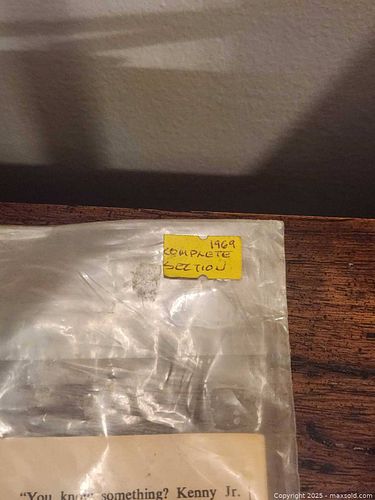 1969
COMPLETE
SECTION
"You know something? Kenny Jr.
Copyright 2025 - maxsold.com